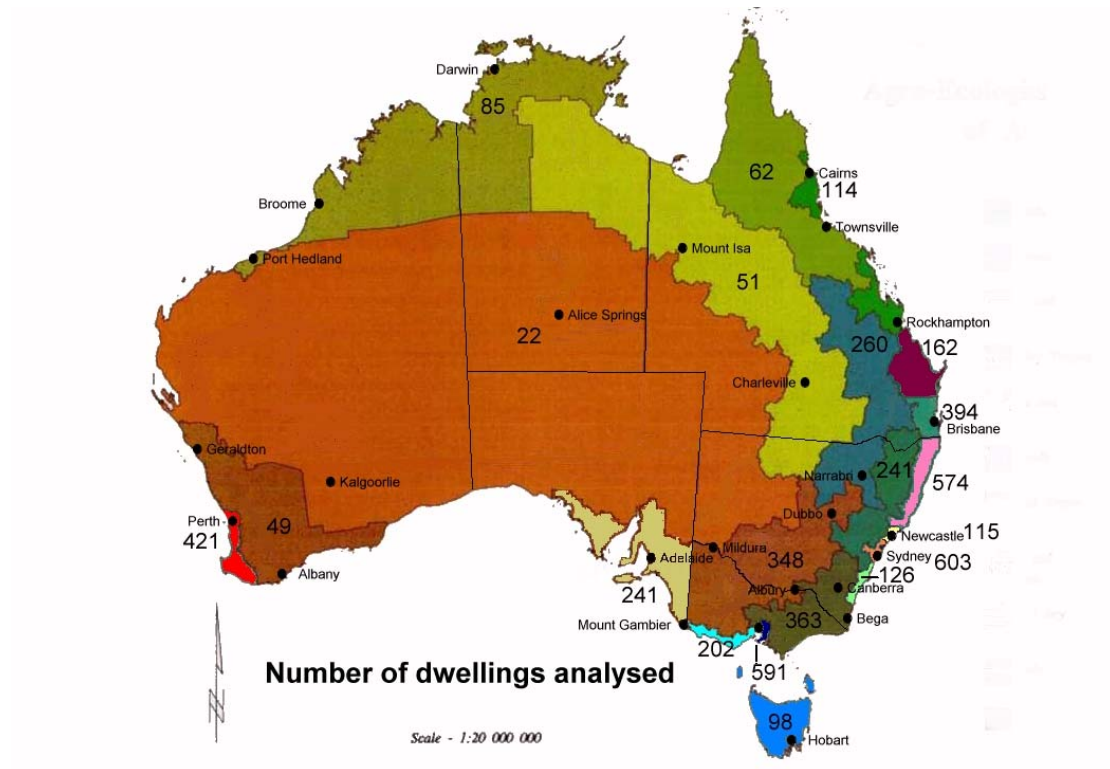 Darwin
85
62
Cairns
114
Broome
Townsville
Mount Isa
Port Hedland
51
Alice Springs
22
Rockhampton
260
162
Charleville
394
Brisbane
Geraldton
241
Narrabri
574
Kalgoorlie
Dubbo
Perth
49
421
Newcastle
115
Mildura
Sydney
603
Adelaide
348
126
Albany
Albury
Canberra
241
Mount Gambier
363
Bega
202
591
Number of dwellings analysed
98
Scale - 1:20 000 000
Hobart
N